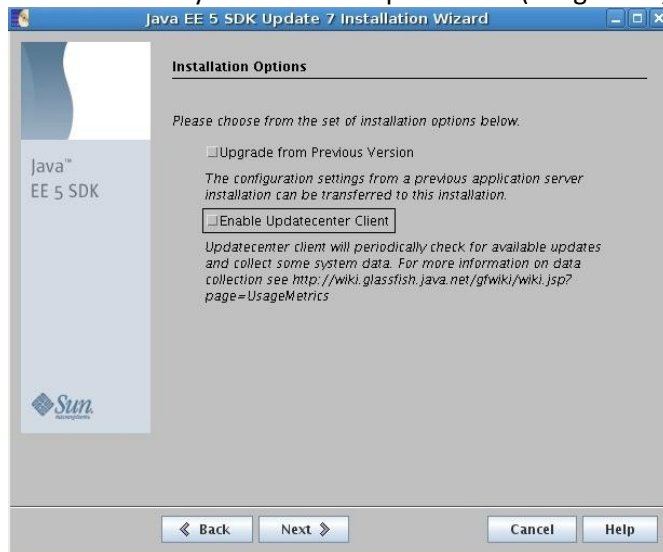 Java EE 5 SDK Update 7 Installation Wizard
Installation Options
Please choose from the set of installation options below.
Upgrade from Previous Version
The configuration settings from a previous application server
installation can be transferred to this installation.
Enable Updatecenter Client
Updatecenter client will periodically check for available updates
and collect some system data. For more information on data
collection see http://wiki.glassfish.java.net/gfwiki/wiki.jsp?
page=UsageMetrics
Java™
EE 5 SDK
Sun
microsystems
Back
Next
Cancel
Help